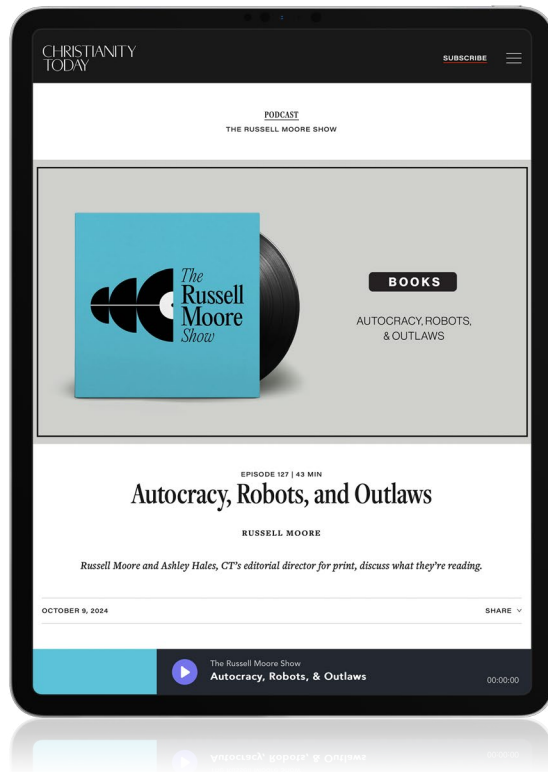 CHRISTIANITY
TODAY
SUBSCRIBE
PODCAST
THE RUSSELL MOORE SHOW
The
Russell
Moore
Show
BOOKS
AUTOCRACY, ROBOTS,
& OUTLAWS
EPISODE 127 | 43 MIN
Autocracy, Robots, and Outlaws
RUSSELL MOORE
Russell Moore and Ashley Hales, CT's editorial director for print, discuss what they're reading.
OCTOBER 9, 2024
SHARE
The Russell Moore Show
Autocracy, Robots, & Outlaws
00:00:00